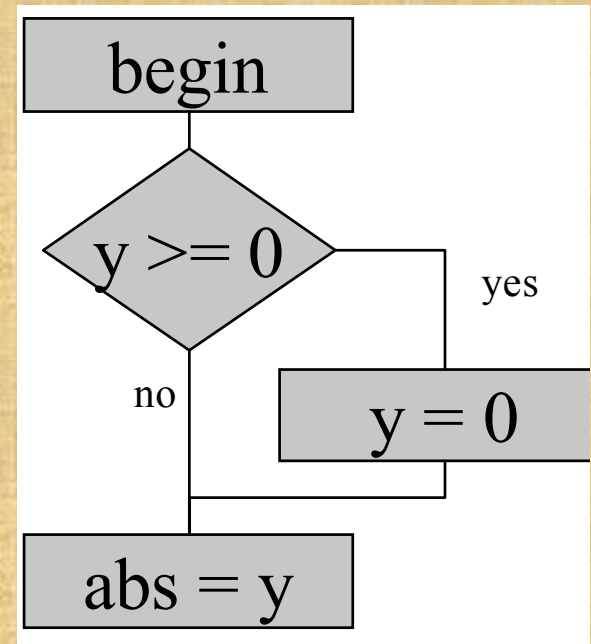 begin
y >= 0
yes
no
y = 0
abs = y